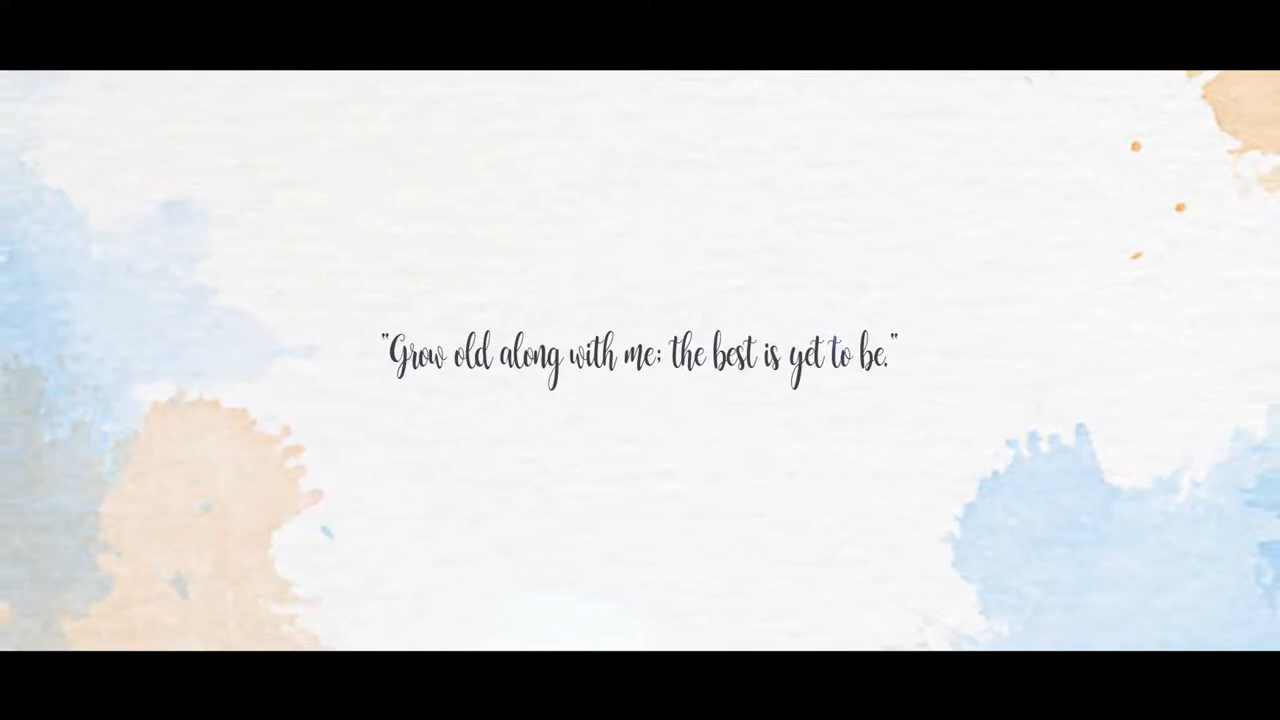 "Grow old along with me; the best is yet to be."